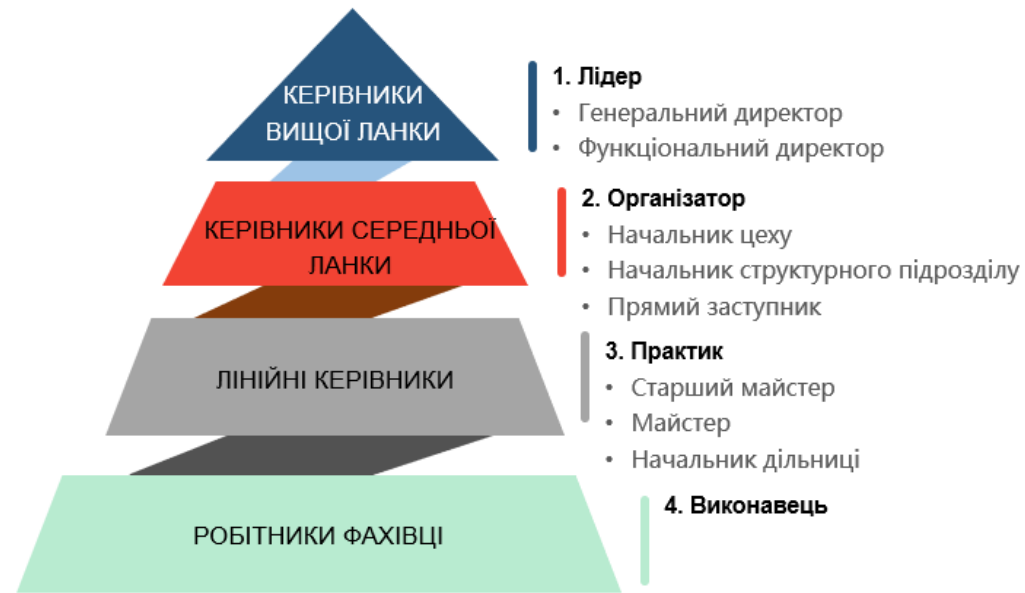 КЕРІВНИКИ
ВИЩОЇ ЛАНКИ
1. Лідер
• Генеральний директор
• Функціональний директор
КЕРІВНИКИ СЕРЕДНЬОЇ
ЛАНКИ
2. Організатор
• Начальник цеху
• Начальник структурного підрозділу
• Прямий заступник
ЛІНІЙНІ КЕРІВНИКИ
3. Практик
• Старший майстер
• Майстер
• Начальник дільниці
РОБІТНИКИ ФАХІВЦІ
4. Виконавець